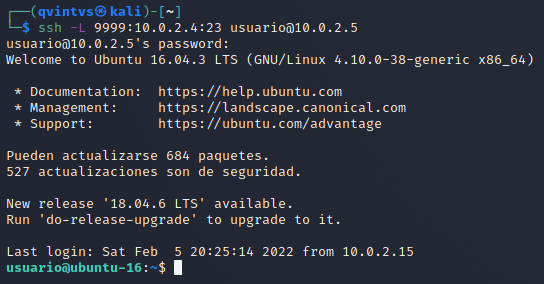 ┌──(qvintvs㉿kali)-[~]
└─$ ssh -L 9999:10.0.2.4:23 usuario@10.0.2.5
usuario@10.0.2.5's password:
Welcome to Ubuntu 16.04.3 LTS (GNU/Linux 4.10.0-38-generic x86_64)
* Documentation:  https://help.ubuntu.com
* Management:     https://landscape.canonical.com
* Support:        https://ubuntu.com/advantage
Pueden actualizarse 684 paquetes.
527 actualizaciones son de seguridad.
New release '18.04.6 LTS' available.
Run 'do-release-upgrade' to upgrade to it.
Last login: Sat Feb  5 20:25:14 2022 from 10.0.2.15
usuario@ubuntu-16:~$